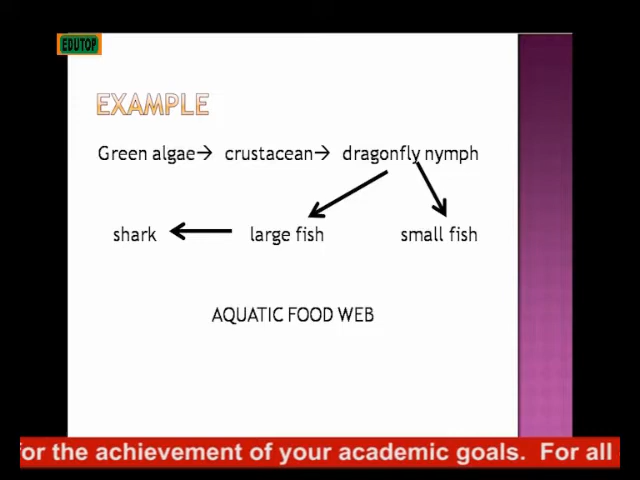 EDUTOP
EXAMPLE
Green algae→ crustacean→ dragonfly nymph
shark large fish small fish
AQUATIC FOOD WEB
for the achievement of your academic goals. For all